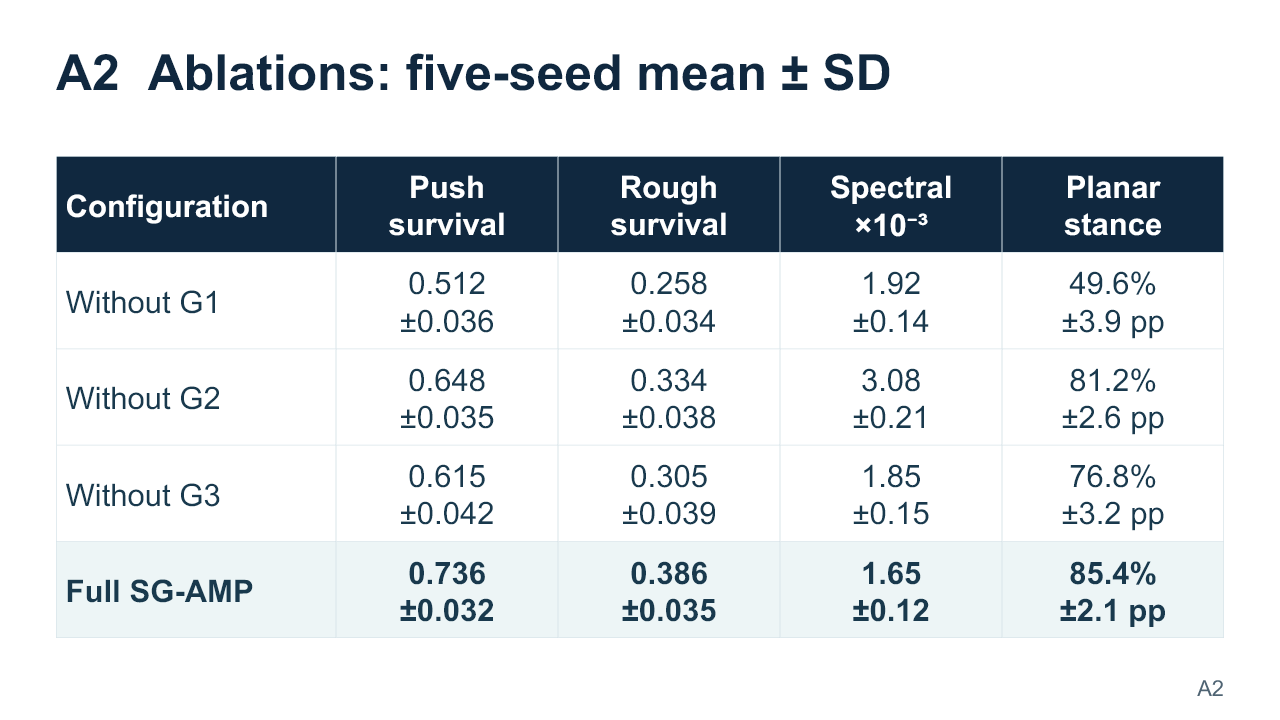 A2 Ablations: five-seed mean ± SD
Configuration
Push
survival
Rough
survival
Spectral
×10⁻³
Planar
stance
Without G1
0.512
±0.036
0.258
±0.034
1.92
±0.14
49.6%
±3.9 pp
Without G2
0.648
±0.035
0.334
±0.038
3.08
±0.21
81.2%
±2.6 pp
Without G3
0.615
±0.042
0.305
±0.039
1.85
±0.15
76.8%
±3.2 pp
Full SG-AMP
0.736
±0.032
0.386
±0.035
1.65
±0.12
85.4%
±2.1 pp
A2